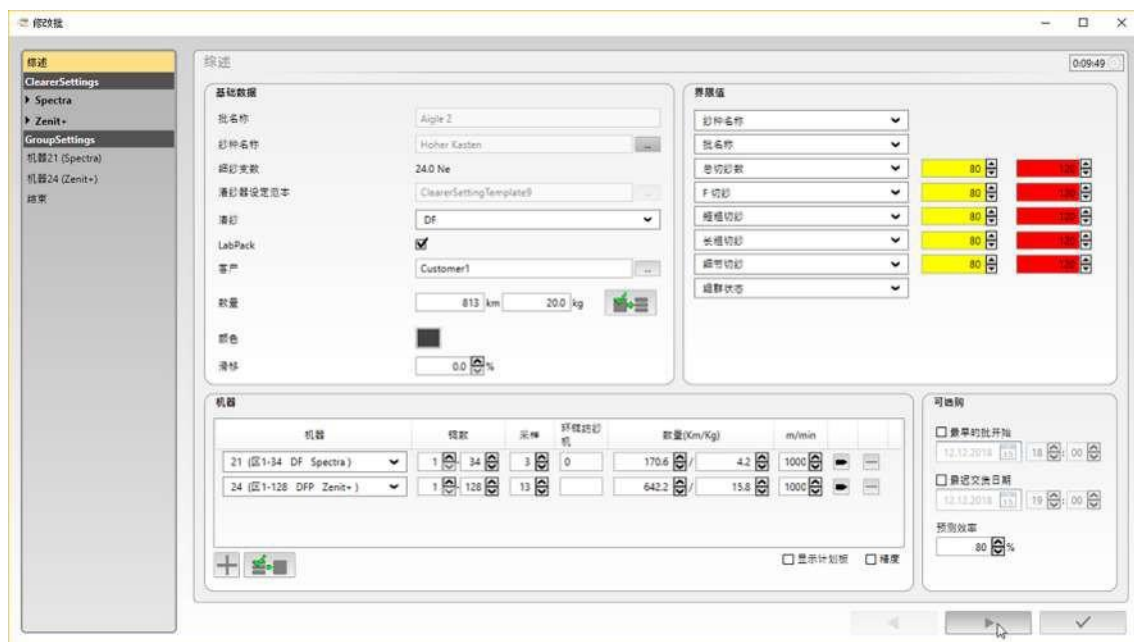 修改批
综述
ClearerSettings
Spectra
Zenit+
GroupSettings
机器21 (Spectra)
机器24 (Zenit+)
结束
综述
0:09:49
基础数据
批名称 Aigle 2
纱种名称 Hoher Kasten ...
细纱支数 24.0 Ne
清纱器设定范本 ClearerSettingTemplate9 ...
清纱 DF
LabPack
客户 Customer1 ...
数量 813 km 20.0 kg
颜色
滑移 0.0 %
界限值
纱种名称
批名称
总切纱数 80 120
F 切纱 80 120
短粗切纱 80 120
长粗切纱 80 120
细节切纱 80 120
组群状态
机器
机器 锭数 采样 环锭纺纱机 数量(Km/Kg) m/min
21 (区1-34 DF Spectra) 1 - 34 3 0 170.6 / 4.2 1000
24 (区1-128 DFP Zenit+) 1 - 128 13 642.2 / 15.8 1000
显示计划板 精度
可选购
最早的批开始
12.12.2018 15 18 : 00
最迟交货日期
12.12.2018 15 19 : 00
预测效率
80 %